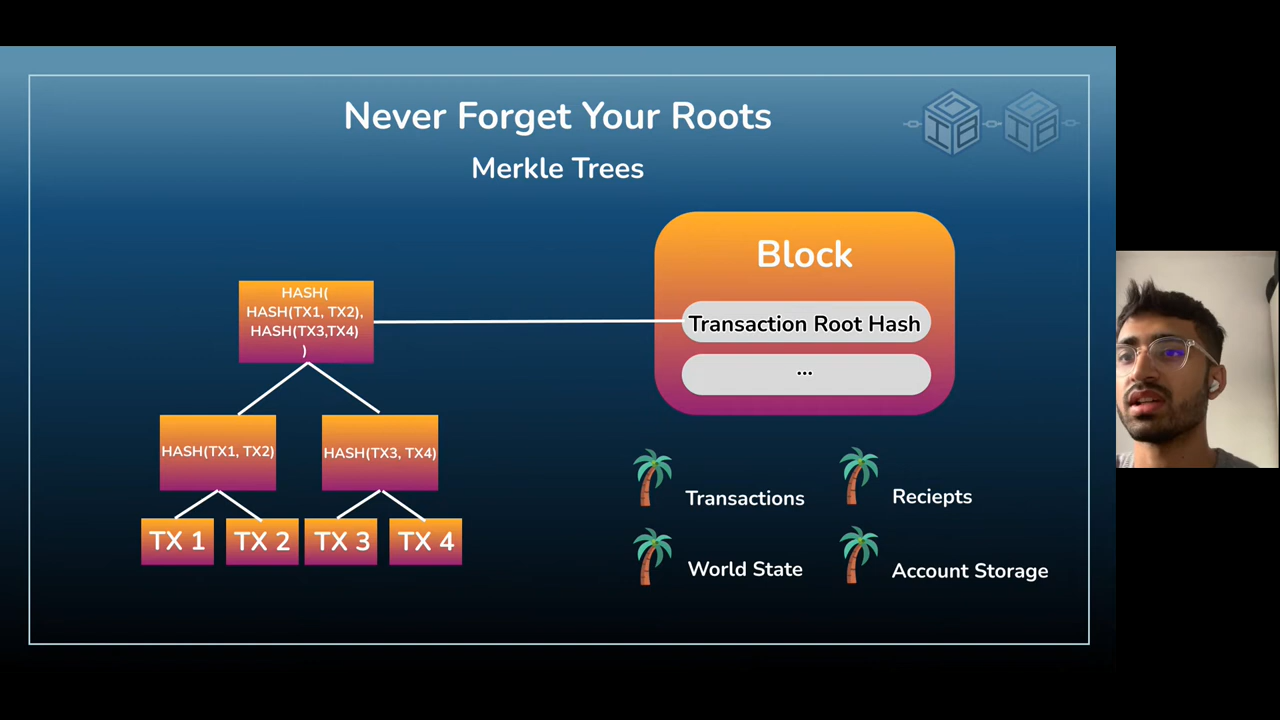 Never Forget Your Roots
Merkle Trees
Block
Transaction Root Hash
...
HASH(
HASH(TX1, TX2),
HASH(TX3,TX4)
)
HASH(TX1, TX2)
HASH(TX3, TX4)
TX 1
TX 2
TX 3
TX 4
Transactions
Reciepts
World State
Account Storage